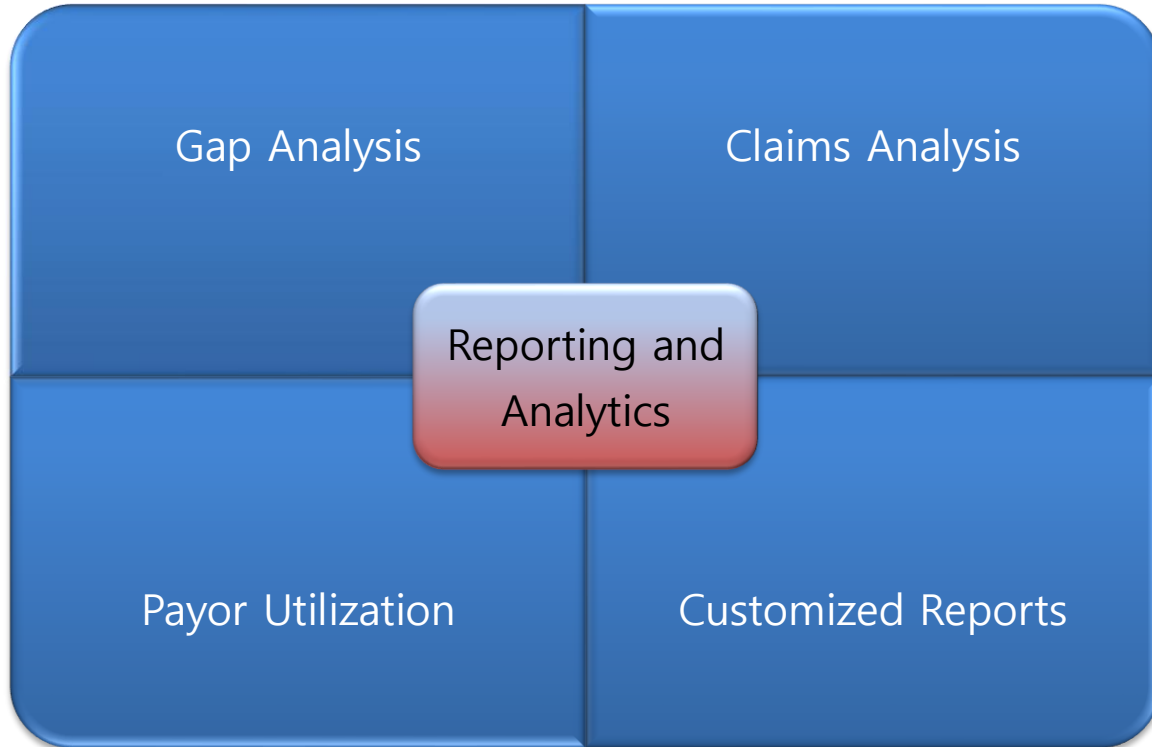 Gap Analysis
Claims Analysis
Reporting and
Analytics
Payor Utilization
Customized Reports